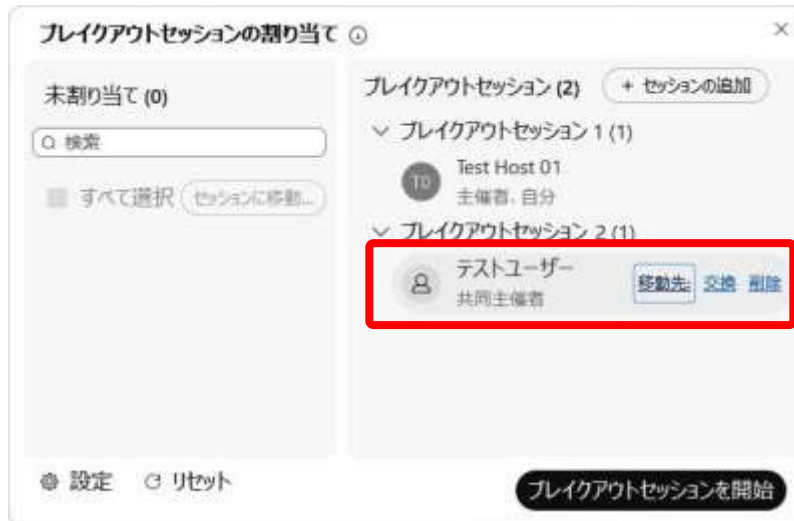 ブレイクアウトセッションの割り当て
未割り当て (0)
検索
すべて選択 セッションに移動...
ブレイクアウトセッション (2) + セッションの追加
ブレイクアウトセッション 1 (1)
TO
Test Host 01
主催者、自分
ブレイクアウトセッション 2 (1)
テストユーザー
共同主催者
移動先: 交換 削除
設定 リセット
ブレイクアウトセッションを開始